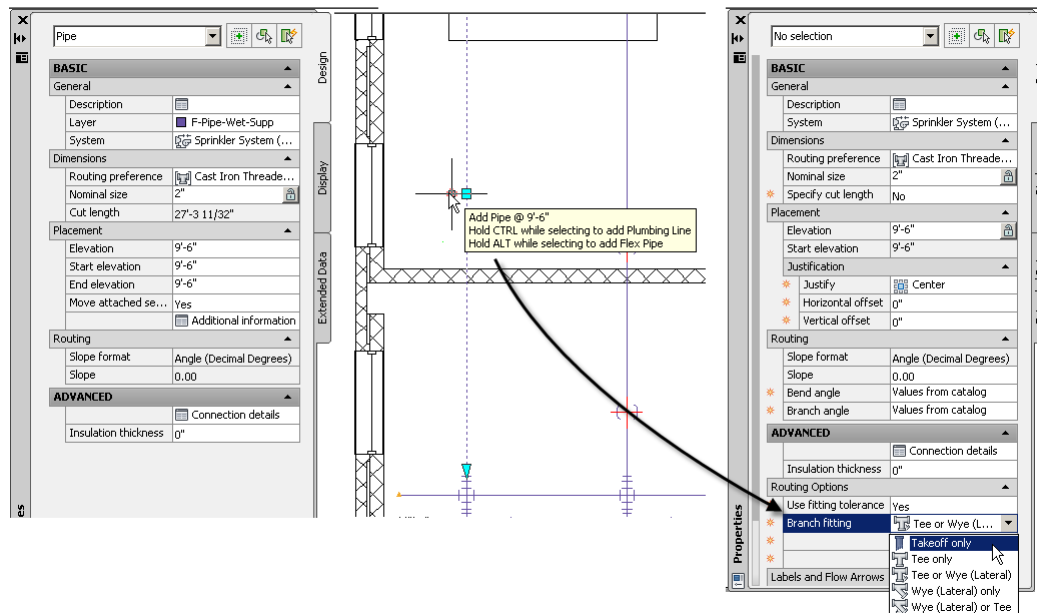 Pipe
BASIC
General
Description
Layer F-Pipe-Wet-Supp
System Sprinkler System (...
Dimensions
Routing preference Cast Iron Threade...
Nominal size 2"
Cut length 27'-3 11/32"
Placement
Elevation 9'-6"
Start elevation 9'-6"
End elevation 9'-6"
Move attached se... Yes
Additional information
Routing
Slope format Angle (Decimal Degrees)
Slope 0.00
ADVANCED
Connection details
Insulation thickness 0"
Design
Display
Extended Data
Add Pipe @ 9'-6"
Hold CTRL while selecting to add Plumbing Line
Hold ALT while selecting to add Flex Pipe
No selection
BASIC
General
Description
System Sprinkler System (...
Dimensions
Routing preference Cast Iron Threade...
Nominal size 2"
Specify cut length No
Placement
Elevation 9'-6"
Start elevation 9'-6"
Justification
Justify Center
Horizontal offset 0"
Vertical offset 0"
Routing
Slope format Angle (Decimal Degrees)
Slope 0.00
Bend angle Values from catalog
Branch angle Values from catalog
ADVANCED
Connection details
Insulation thickness 0"
Routing Options
Use fitting tolerance Yes
Branch fitting Tee or Wye (L...
Takeoff only
Tee only
Tee or Wye (Lateral)
Wye (Lateral) only
Wye (Lateral) or Tee
Labels and Flow Arrows
Properties